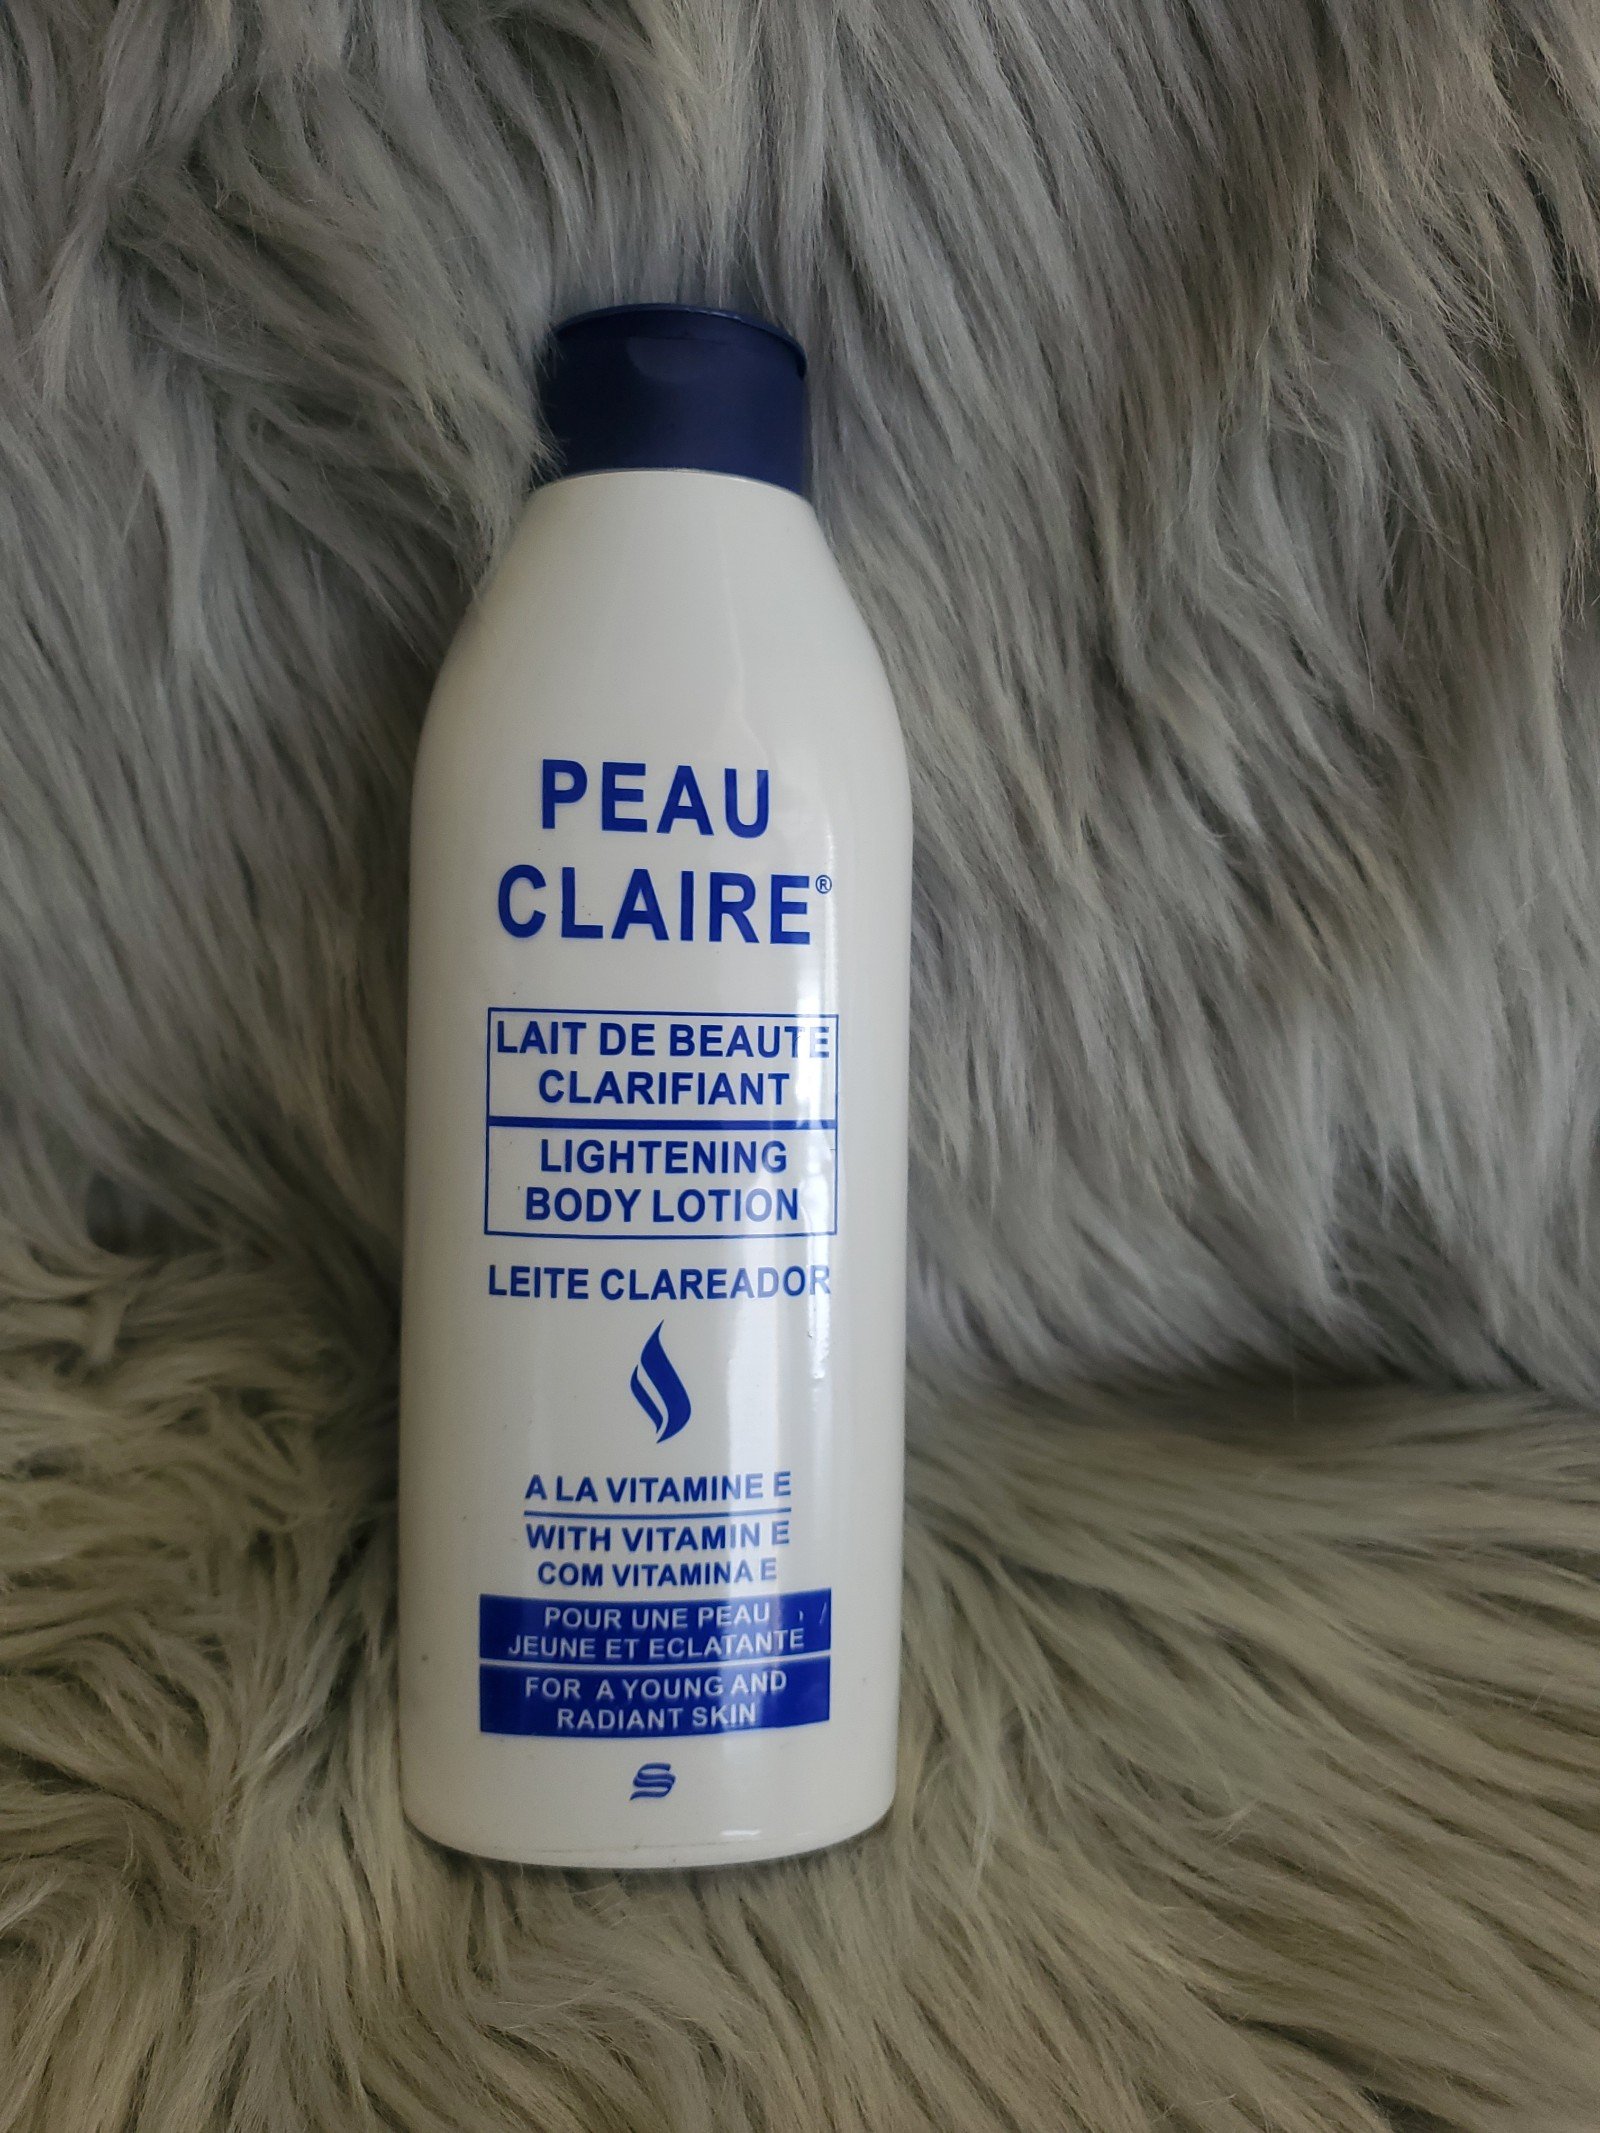 PEAU
CLAIRE®
LAIT DE BEAUTE
CLARIFIANT
LIGHTENING
BODY LOTION
LEITE CLAREADOR
A LA VITAMINE E
WITH VITAMIN E
COM VITAMINA E
POUR UNE PEAU
JEUNE ET ECLATANTE
FOR A YOUNG AND
RADIANT SKIN
S